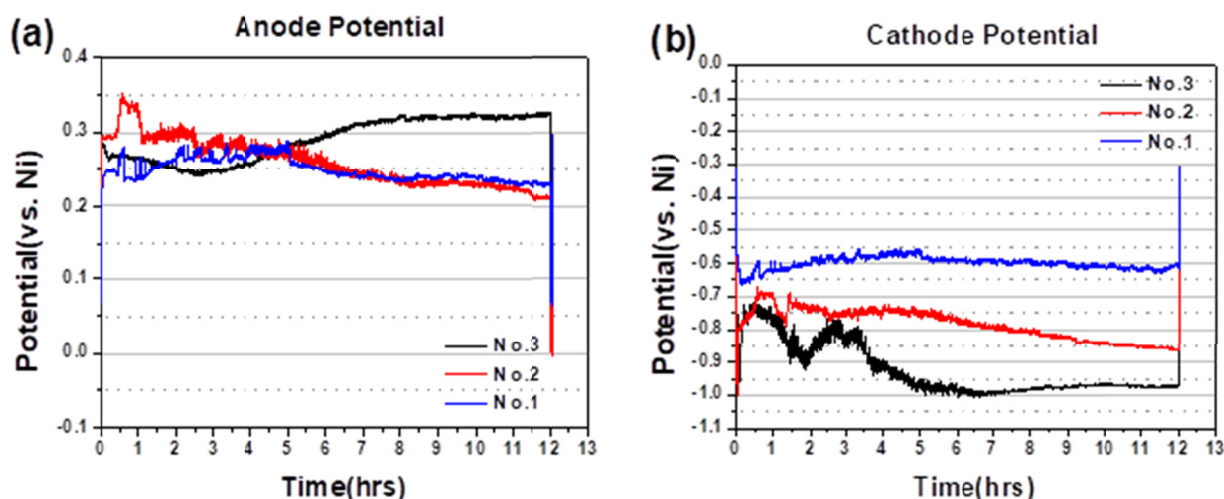 (a)
Anode Potential
Potential(vs. Ni)
0.4
0.3
0.2
0.1
0.0
-0.1
No.3
No.2
No.1
0 1 2 3 4 5 6 7 8 9 10 11 12 13
Time(hrs)
(b)
Cathode Potential
Potential(vs. Ni)
0.0
-0.1
-0.2
-0.3
-0.4
-0.5
-0.6
-0.7
-0.8
-0.9
-1.0
-1.1
No.3
No.2
No.1
0 1 2 3 4 5 6 7 8 9 10 11 12 13
Time(hrs)